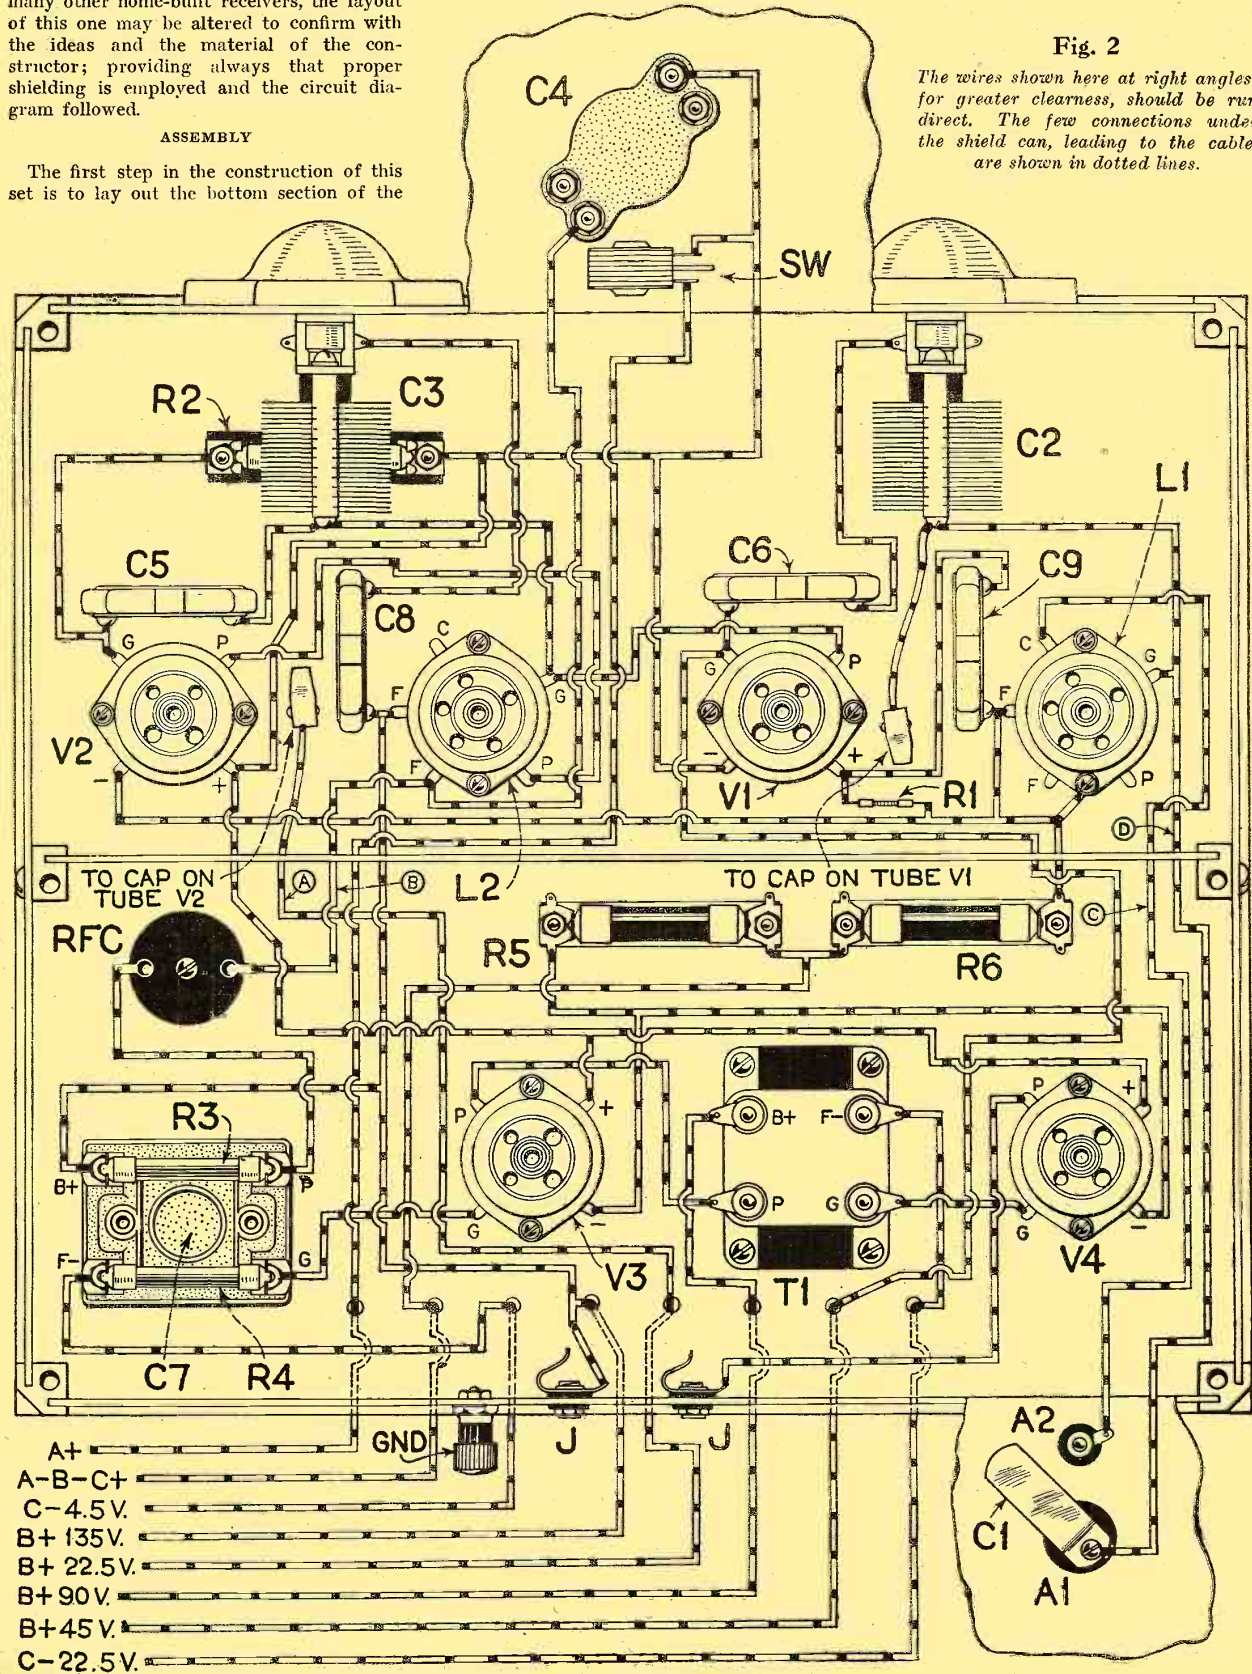 many other home-built receivers, the layout
of this one may be altered to confirm with
the ideas and the material of the con-
structor; providing always that proper
shielding is employed and the circuit dia-
gram followed.
ASSEMBLY
The first step in the construction of this
set is to lay out the bottom section of the
Fig. 2
The wires shown here at right angles,
for greater clearness, should be run
direct. The few connections under
the shield can, leading to the cable
are shown in dotted lines.
C4
SW
R2
C3
C2
L1
C5
C8
C6
C9
G
P
C
G
F
F
P
G
P
C
G
F
F
P
V2
-
+
V1
-
+
R1
D
TO CAP ON
TUBE V2
A
B
L2
TO CAP ON TUBE V1
C
RFC
R5
R6
R3
B+
P
F-
G
C7
R4
P
+
G
-
V3
B+
F-
P
G
T1
P
+
G
-
V4
GND
J
J
A2
C1
A1
A+
A-B-C+
C-4.5 V.
B+ 135 V.
B+ 22.5 V.
B+ 90 V.
B+ 45 V.
C-22.5 V.